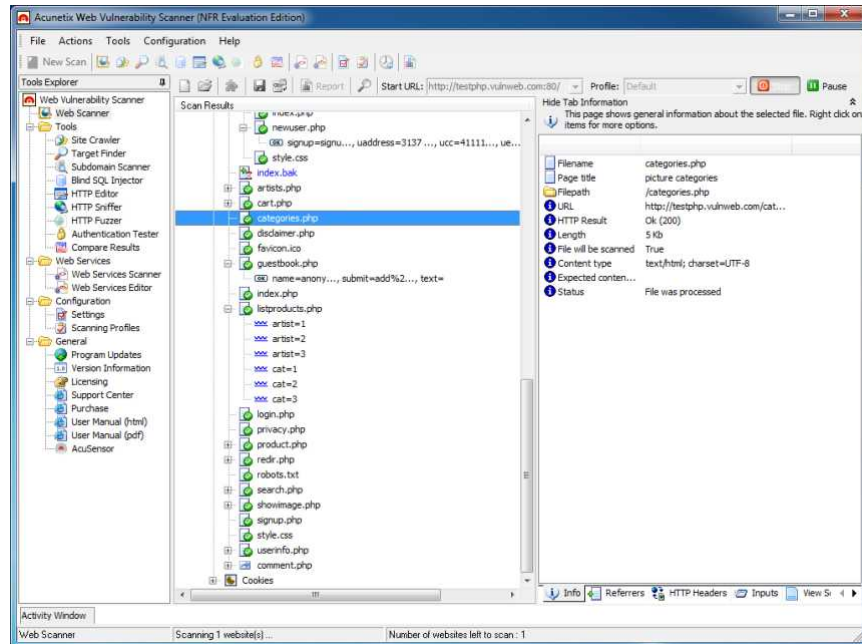 Acunetix Web Vulnerability Scanner (NFR Evaluation Edition)
File Actions Tools Configuration Help
New Scan
Tools Explorer
Report
Start URL: http://testphp.vulnweb.com:80/ Profile: Default Pause
Web Vulnerability Scanner
Web Scanner
Tools
Site Crawler
Target Finder
Subdomain Scanner
Blind SQL Injector
HTTP Editor
HTTP Sniffer
HTTP Fuzzer
Authentication Tester
Compare Results
Web Services
Web Services Scanner
Web Services Editor
Configuration
Settings
Scanning Profiles
General
Program Updates
Version Information
Licensing
Support Center
Purchase
User Manual (html)
User Manual (pdf)
AcuSensor
Scan Results
index.php
newuser.php
signup=signu..., uaddress=3137 ..., ucc=41111..., ue...
style.css
index.bak
artists.php
cart.php
categories.php
disclaimer.php
favicon.ico
guestbook.php
name=anony..., submit=add%2..., text=
index.php
listproducts.php
artist=1
artist=2
artist=3
cat=1
cat=2
cat=3
login.php
privacy.php
product.php
redir.php
robots.txt
search.php
showimage.php
signup.php
style.css
userinfo.php
comment.php
Cookies
Hide Tab Information
This page shows general information about the selected file. Right click on
items for more options.
Filename categories.php
Page title picture categories
Filepath /categories.php
URL http://testphp.vulnweb.com/cat...
HTTP Result Ok (200)
Length 5 Kb
File will be scanned True
Content type text/html; charset=UTF-8
Expected conten...
Status File was processed
Info Referrers HTTP Headers Inputs View S
Activity Window
Web Scanner Scanning 1 website(s) ... Number of websites left to scan : 1